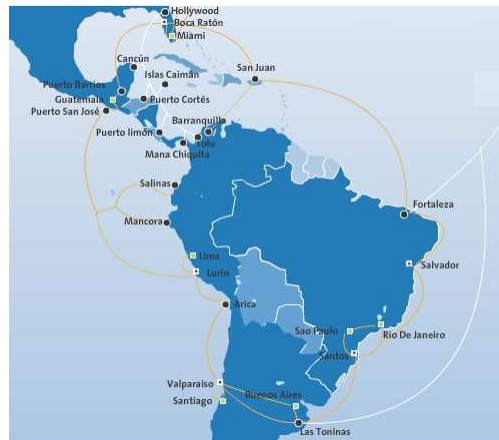 Hollywood
Boca Ratón
Miami
Cancún
Islas Caimán
San Juan
Puerto Barrios
Guatemala
Puerto Cortés
Puerto San José
Barranquilla
Puerto limón
Tolú
Mana Chiquita
Salinas
Fortaleza
Mancora
Lima
Salvador
Lurín
Arica
Sao Paulo
Rio De Janeiro
Santos
Valparaiso
Buenos Aires
Santiago
Las Toninas